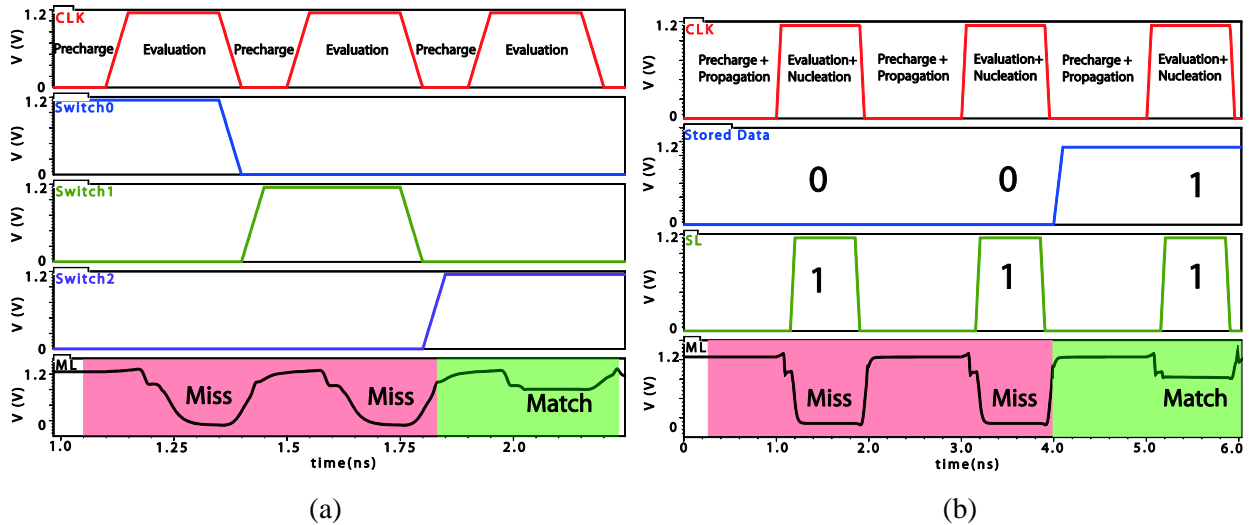 1.2
CLK
Precharge Evaluation Precharge Evaluation Precharge Evaluation
V (V)
0
1.2
Switch0
V (V)
0
1.2
Switch1
V (V)
0
1.2
Switch2
V (V)
0
ML
1.2
Miss Miss Match
V (V)
0
1.0 1.25 1.5 1.75 2.0
time(ns)
(a)
1.2
CLK
Precharge + Evaluation+ Precharge + Evaluation+ Precharge + Evaluation+
Propagation Nucleation Propagation Nucleation Propagation Nucleation
V (V)
0
Stored Data
1.2
0 0 1
V (V)
0
1.2
SL
1 1 1
V (V)
0
ML
1.2
Miss Miss Match
V (V)
0
0 1.0 2.0 3.0 4.0 5.0 6.0
time(ns)
(b)